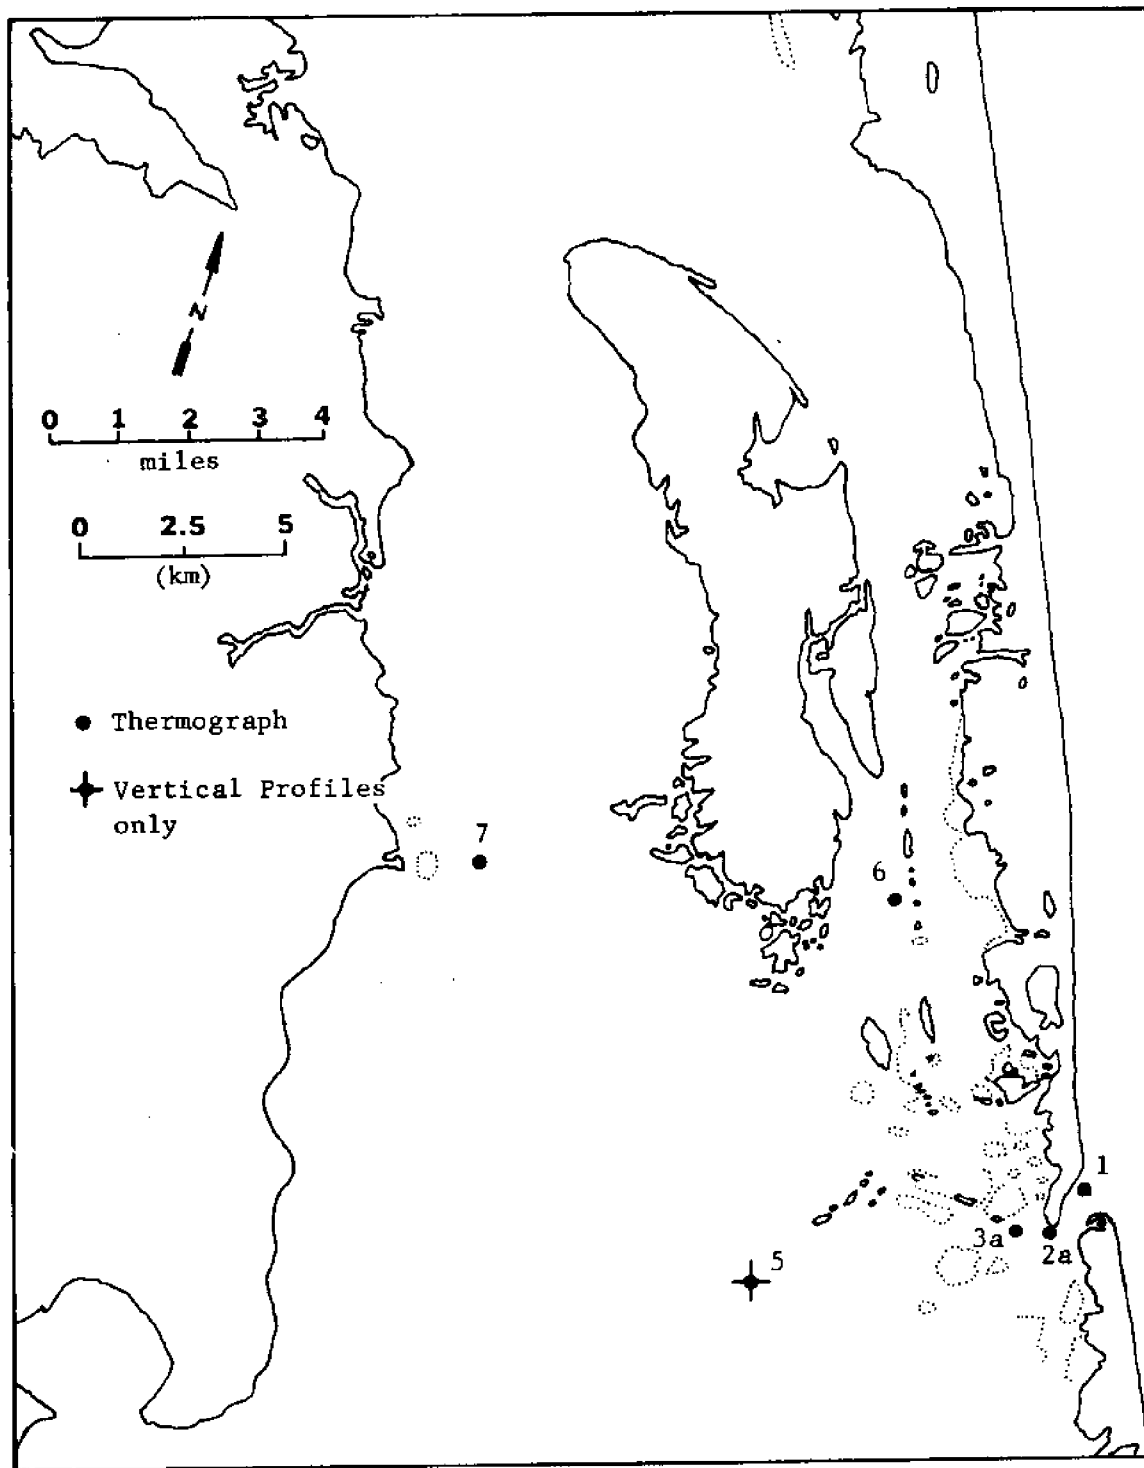 N
0 1 2 3 4
miles
0 2.5 5
(km)
Thermograph
Vertical Profiles
only
7
6
1
3a
2a
5